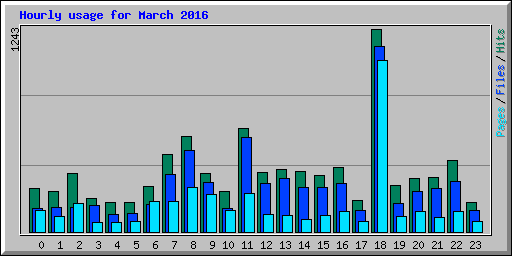 Hourly usage for March 2016
1243
Pages / Files / Hits
0 1 2 3 4 5 6 7 8 9 10 11 12 13 14 15 16 17 18 19 20 21 22 23